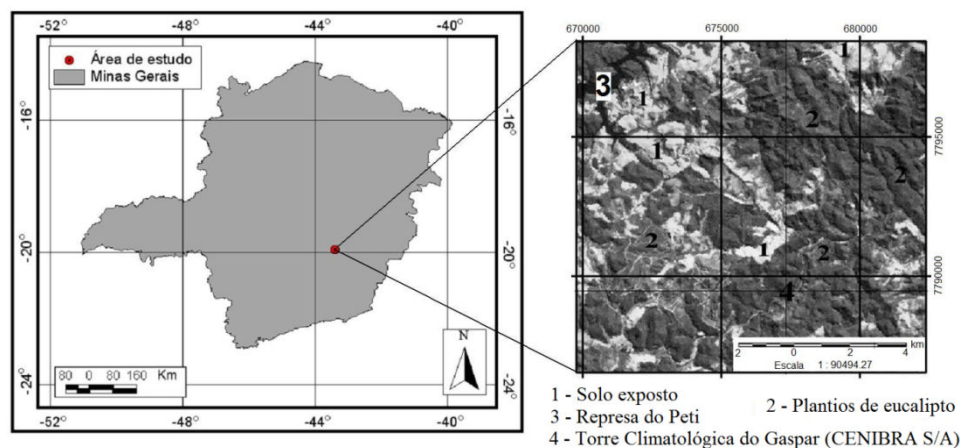 -52° -48° -44° -40°
Área de estudo
Minas Gerais
-16° -16°
-20° -20°
-24° -24°
80 0 80 160 Km
N
-52° -48° -44° -40°
670000 675000 680000
7795000
7790000
1
3
1
2
1
2
2
1
2
4
2 0 2 4 km
Escala 1 : 90494.27
1 - Solo exposto
2 - Plantios de eucalipto
3 - Represa do Peti
4 - Torre Climatológica do Gaspar (CENIBRA S/A)